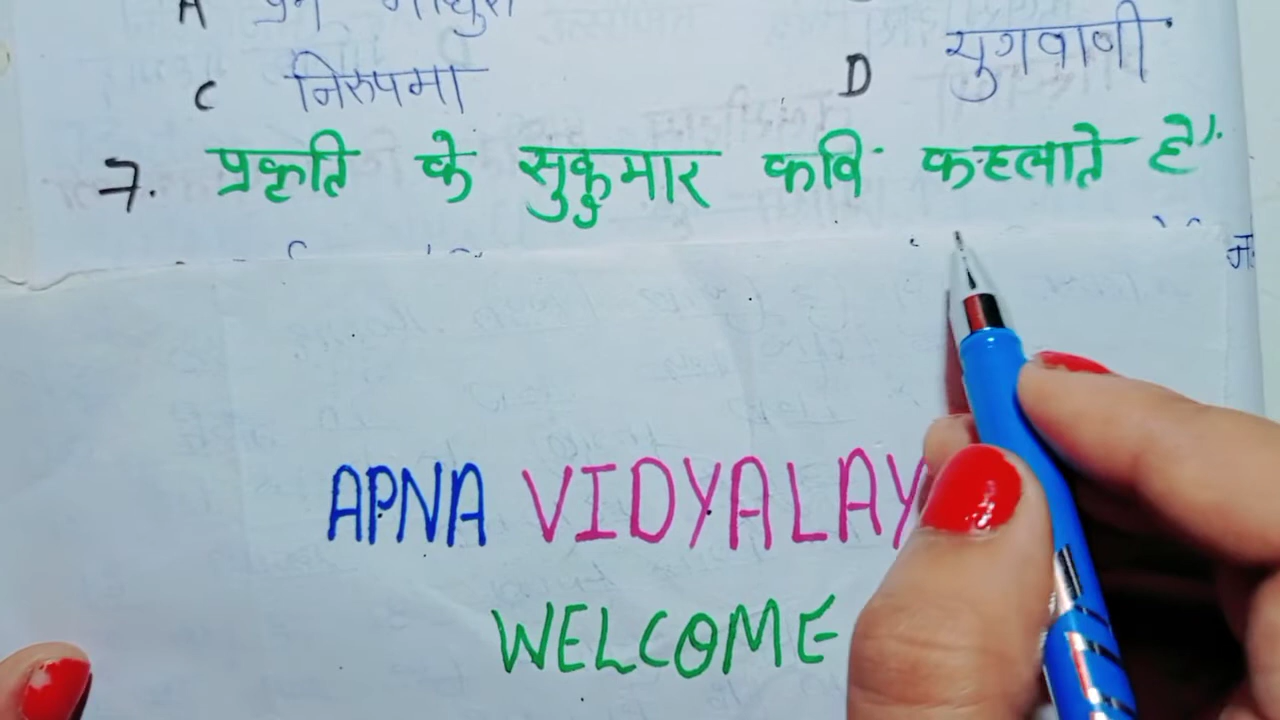 A प्रेम माधुरी
C निरुपमा D युगवाणी
7. प्रकृति के सुकुमार कवि कहलाते हैं।
APNA VIDYALAY
WELCOME